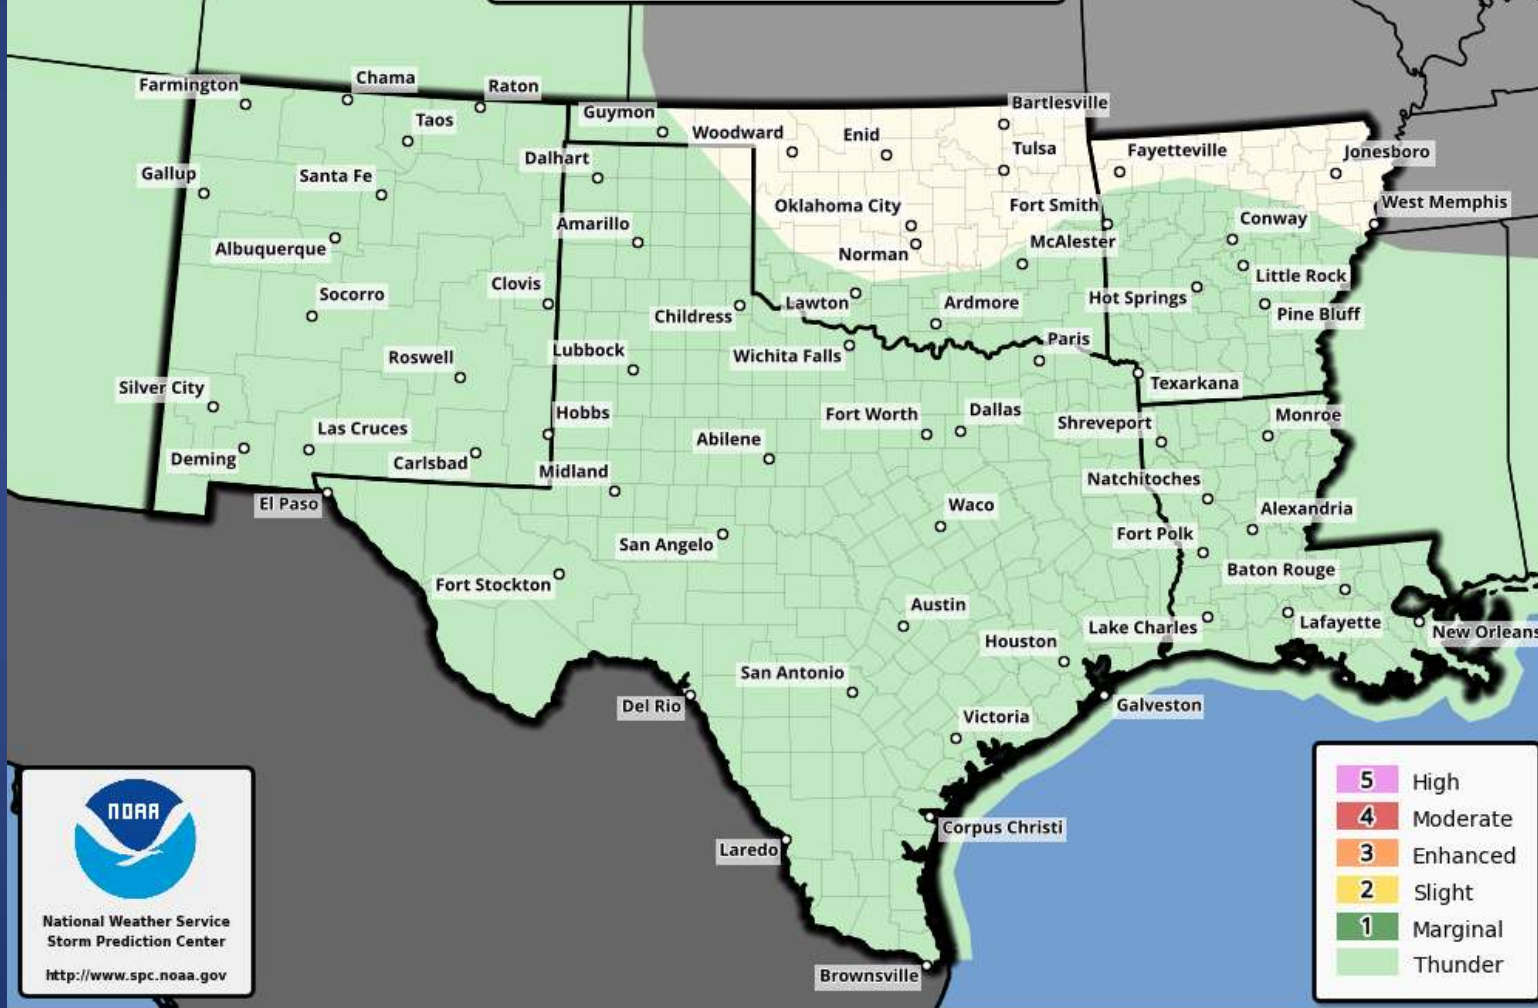 Farmington
Chama
Raton
Taos
Guymon
Woodward
Enid
Bartlesville
Tulsa
Fayetteville
Jonesboro
Dalhart
Gallup
Santa Fe
Oklahoma City
Fort Smith
West Memphis
Amarillo
Conway
Albuquerque
Norman
McAlester
Clovis
Socorro
Little Rock
Childress
Lawton
Ardmore
Hot Springs
Pine Bluff
Roswell
Lubbock
Wichita Falls
Paris
Silver City
Texarkana
Las Cruces
Hobbs
Fort Worth
Dallas
Shreveport
Monroe
Deming
Carlsbad
Midland
Abilene
Natchitoches
El Paso
Waco
Alexandria
San Angelo
Fort Polk
Fort Stockton
Baton Rouge
Austin
Houston
Lake Charles
Lafayette
New Orleans
San Antonio
Del Rio
Victoria
Galveston
Corpus Christi
Laredo
Brownsville
NOAA
National Weather Service
Storm Prediction Center
http://www.spc.noaa.gov
5 High
4 Moderate
3 Enhanced
2 Slight
1 Marginal
Thunder